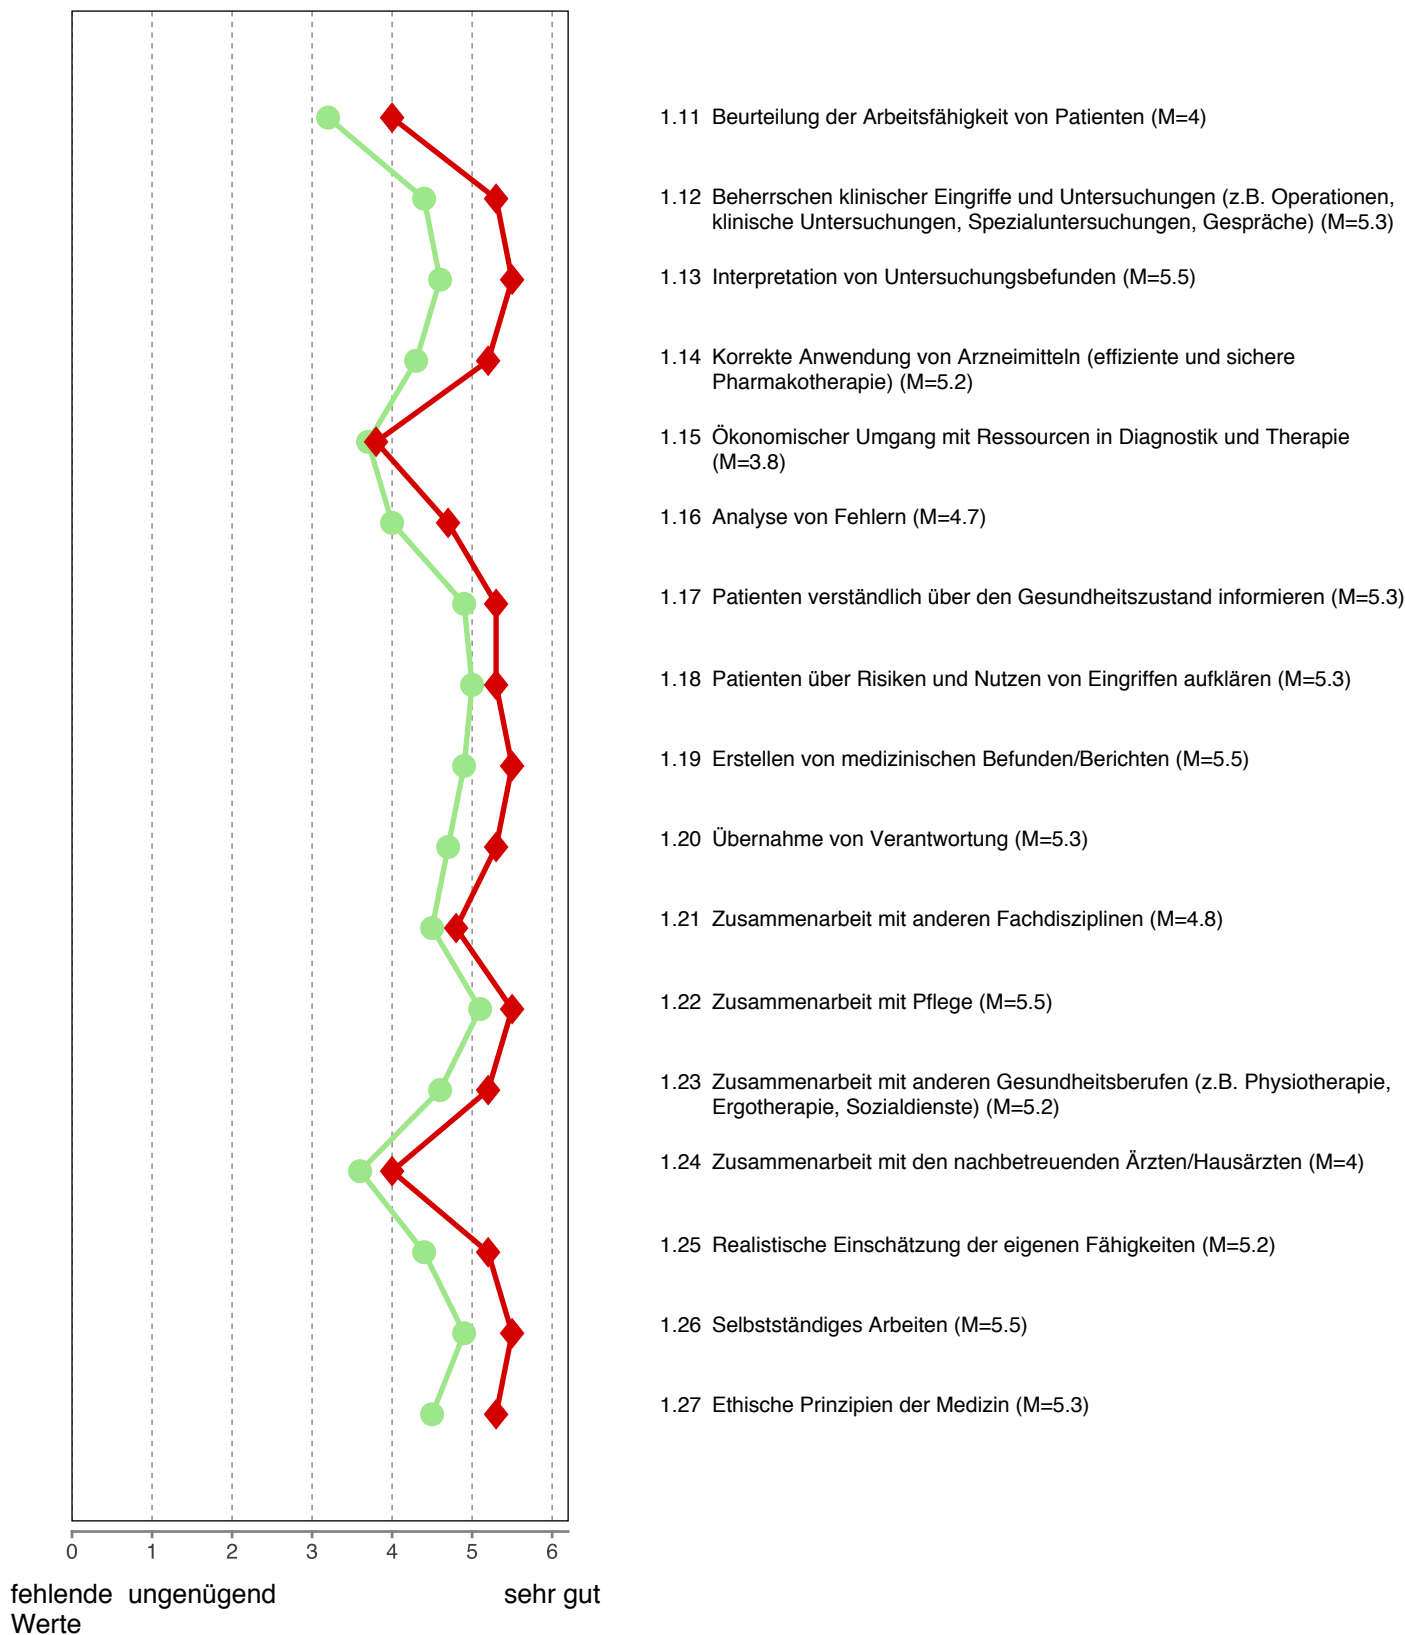 1.11 Beurteilung der Arbeitsfähigkeit von Patienten (M=4)
1.12 Beherrschen klinischer Eingriffe und Untersuchungen (z.B. Operationen,
klinische Untersuchungen, Spezialuntersuchungen, Gespräche) (M=5.3)
1.13 Interpretation von Untersuchungsbefunden (M=5.5)
1.14 Korrekte Anwendung von Arzneimitteln (effiziente und sichere
Pharmakotherapie) (M=5.2)
1.15 Ökonomischer Umgang mit Ressourcen in Diagnostik und Therapie
(M=3.8)
1.16 Analyse von Fehlern (M=4.7)
1.17 Patienten verständlich über den Gesundheitszustand informieren (M=5.3)
1.18 Patienten über Risiken und Nutzen von Eingriffen aufklären (M=5.3)
1.19 Erstellen von medizinischen Befunden/Berichten (M=5.5)
1.20 Übernahme von Verantwortung (M=5.3)
1.21 Zusammenarbeit mit anderen Fachdisziplinen (M=4.8)
1.22 Zusammenarbeit mit Pflege (M=5.5)
1.23 Zusammenarbeit mit anderen Gesundheitsberufen (z.B. Physiotherapie,
Ergotherapie, Sozialdienste) (M=5.2)
1.24 Zusammenarbeit mit den nachbetreuenden Ärzten/Hausärzten (M=4)
1.25 Realistische Einschätzung der eigenen Fähigkeiten (M=5.2)
1.26 Selbstständiges Arbeiten (M=5.5)
1.27 Ethische Prinzipien der Medizin (M=5.3)
0 1 2 3 4 5 6
fehlende ungenügend sehr gut
Werte